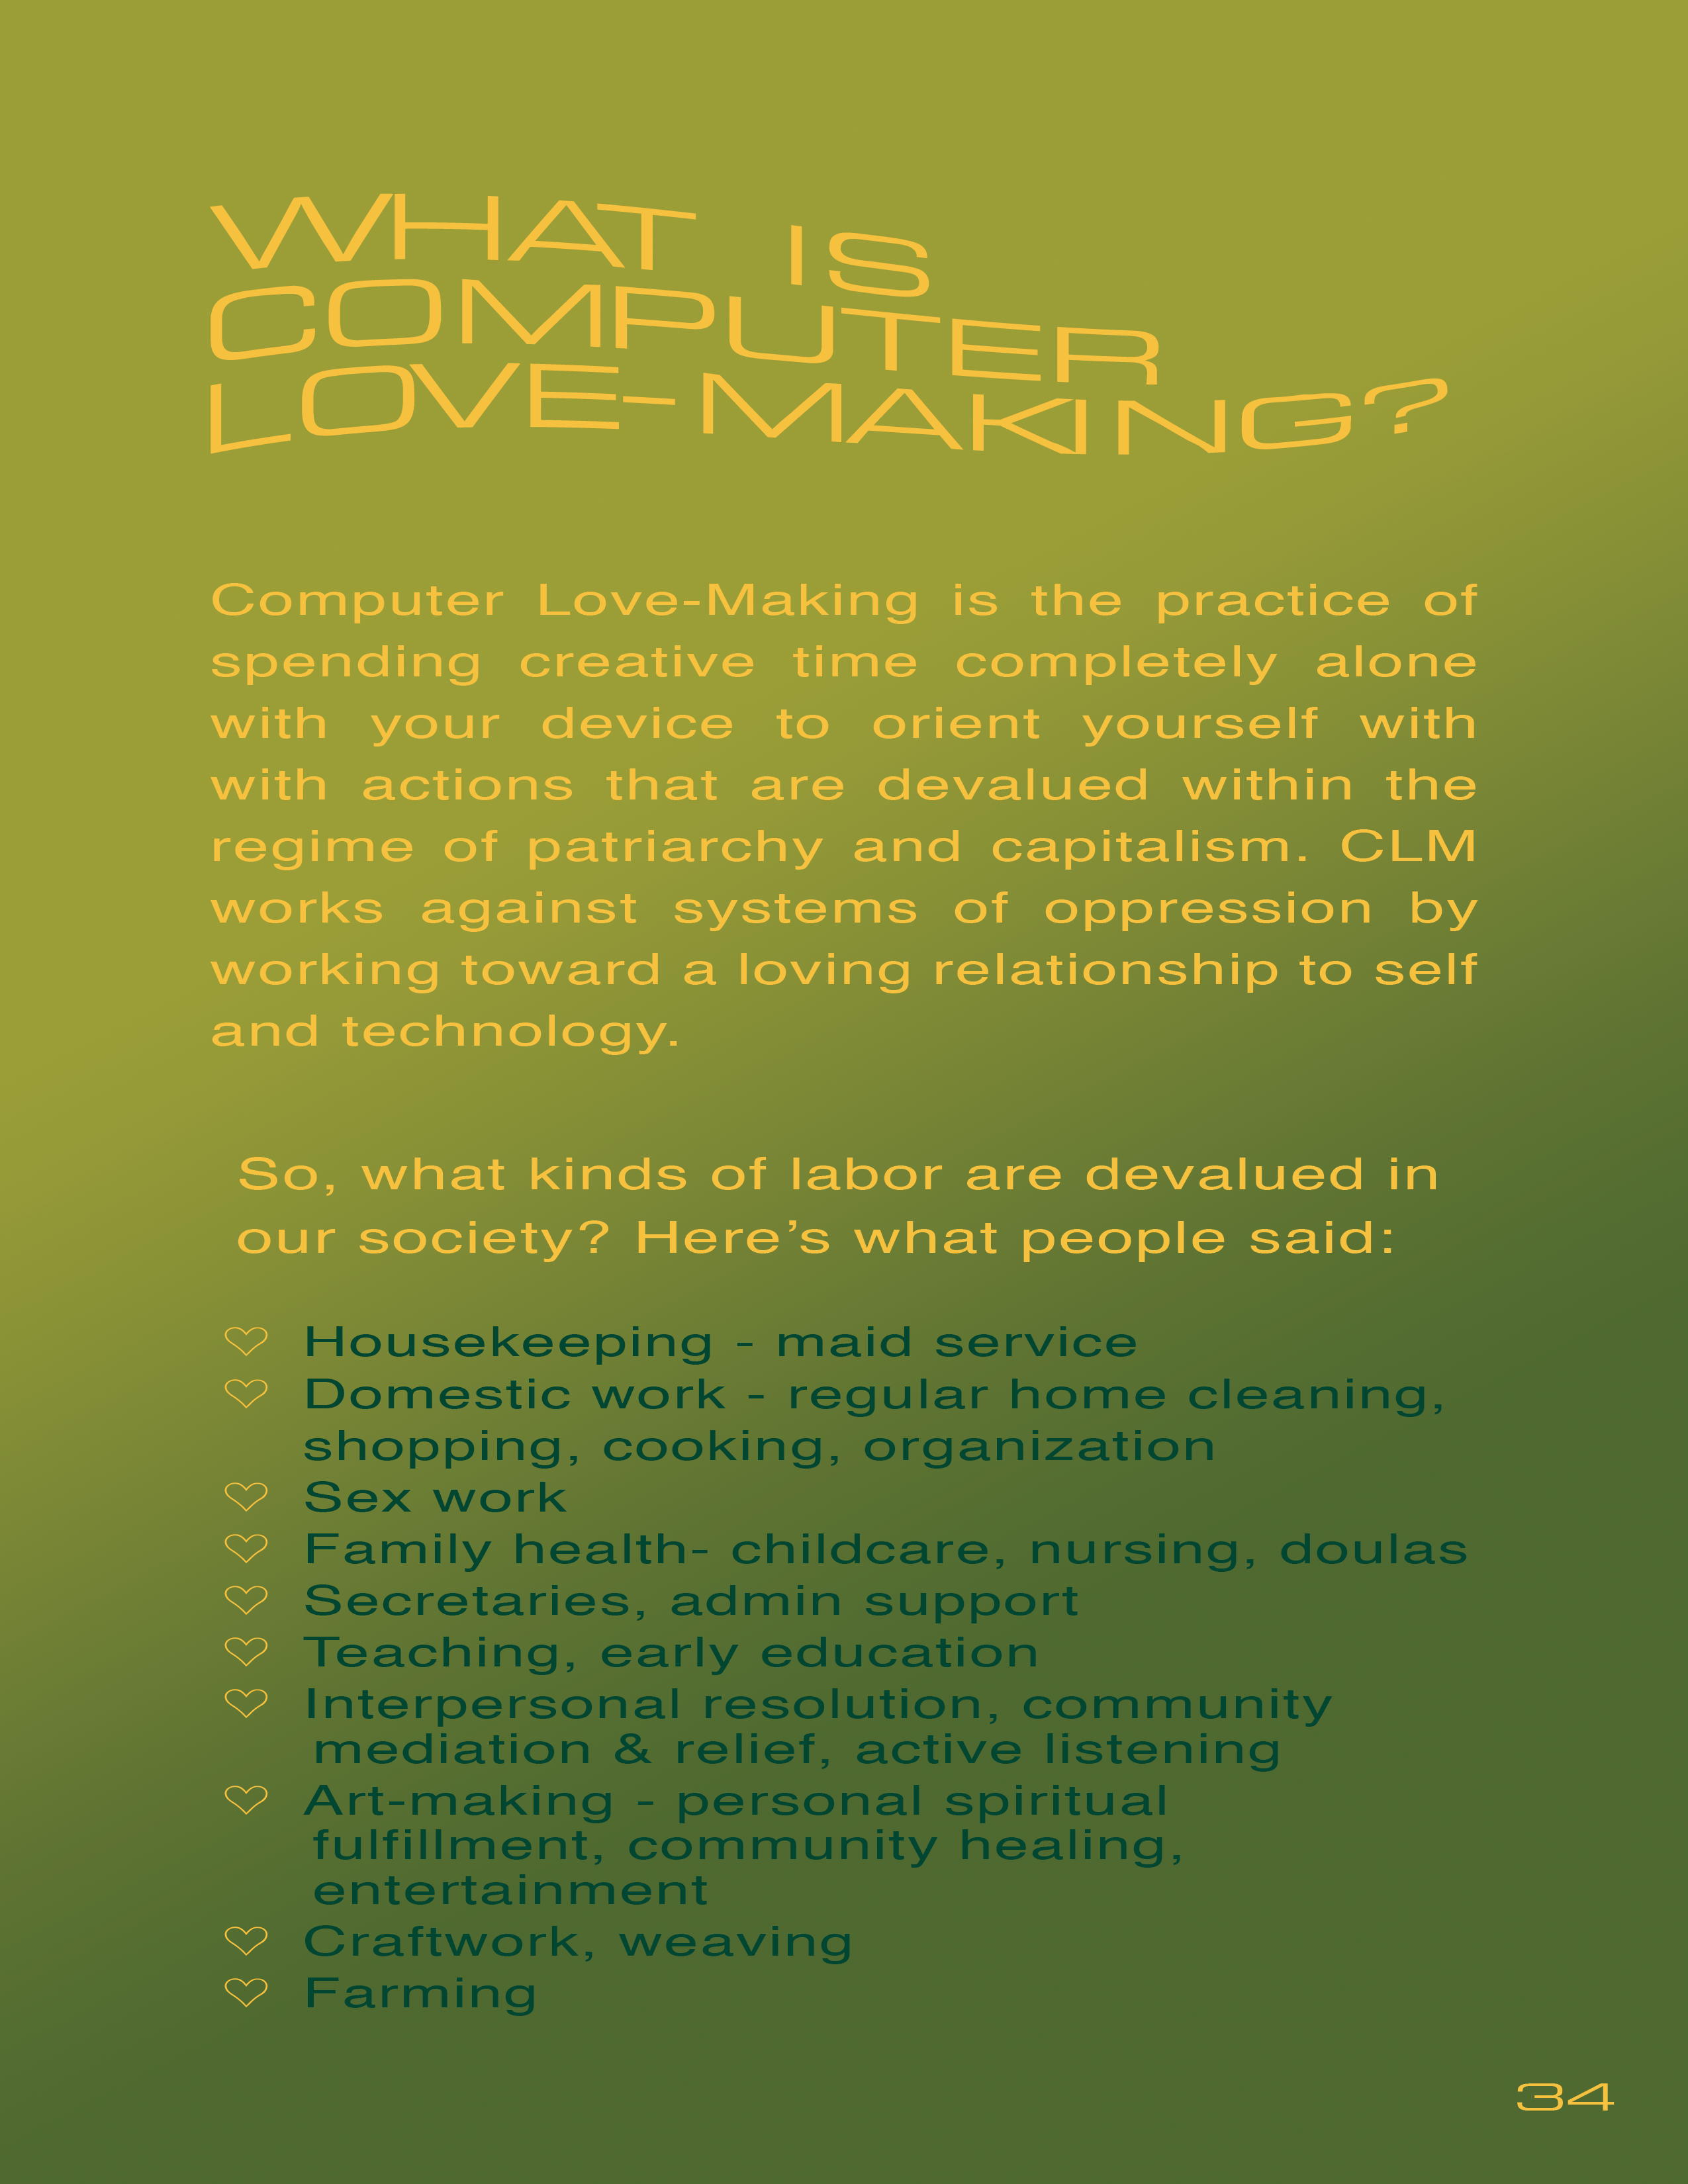 WHAT IS
COMPUTER
LOVE-MAKING?
Computer Love-Making is the practice of
spending creative time completely alone
with your device to orient yourself with
with actions that are devalued within the
regime of patriarchy and capitalism. CLM
works against systems of oppression by
working toward a loving relationship to self
and technology.
So, what kinds of labor are devalued in
our society? Here’s what people said:
Housekeeping - maid service
Domestic work - regular home cleaning,
shopping, cooking, organization
Sex work
Family health- childcare, nursing, doulas
Secretaries, admin support
Teaching, early education
Interpersonal resolution, community
mediation & relief, active listening
Art-making - personal spiritual
fulfillment, community healing,
entertainment
Craftwork, weaving
Farming
34